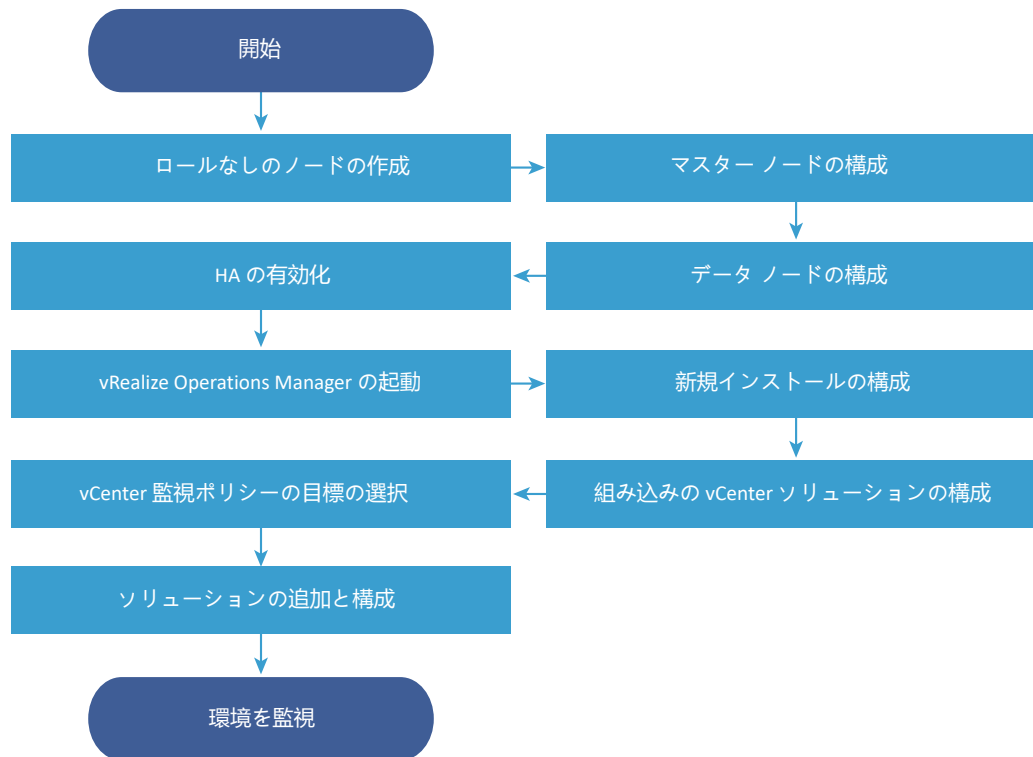 開始
ロールなしのノードの作成
マスター ノードの構成
データ ノードの構成
HA の有効化
vRealize Operations Manager の起動
新規インストールの構成
組み込みの vCenter ソリューションの構成
vCenter 監視ポリシーの目標の選択
ソリューションの追加と構成
環境を監視